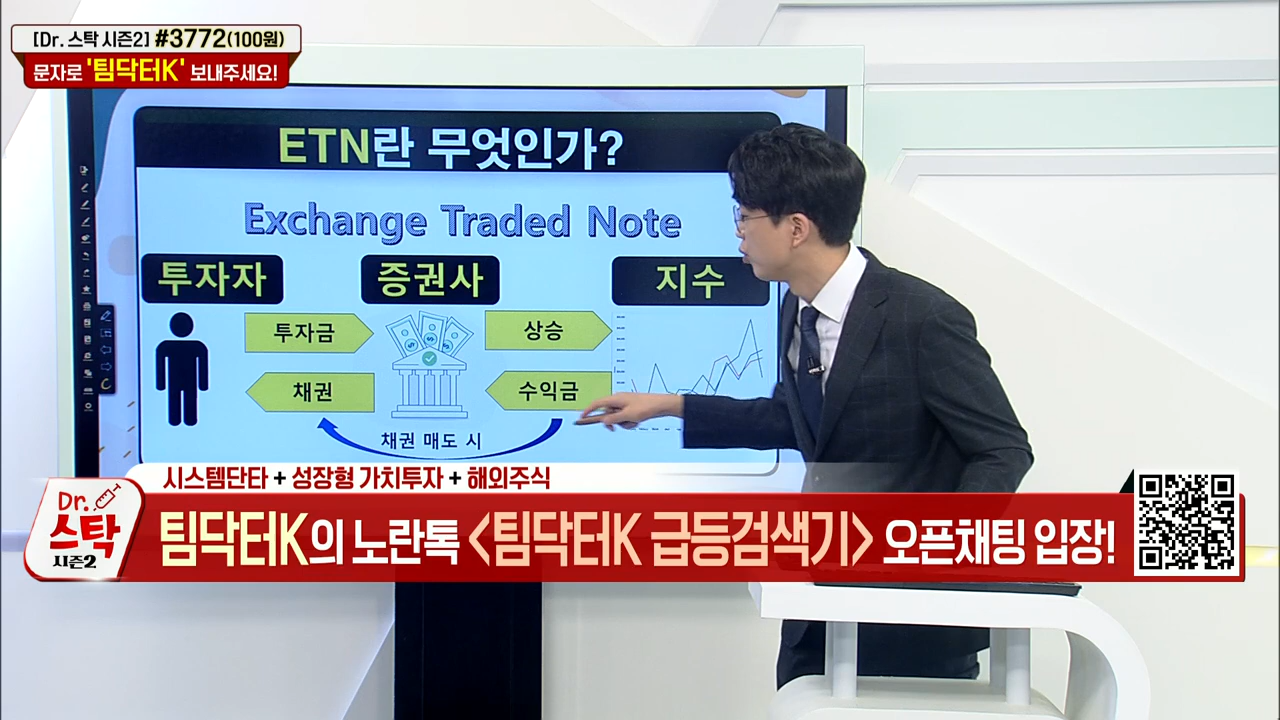 [Dr. 스탁 시즌2] #3772(100원)
문자로 '팀닥터K' 보내주세요!
ETN란 무엇인가?
Exchange Traded Note
투자자 증권사 지수
투자금 상승
채권 수익금
채권 매도 시
시스템단타 + 성장형 가치투자 + 해외주식
Dr.
스탁
시즌2
팀닥터K의 노란톡 <팀닥터K 급등검색기> 오픈채팅 입장!